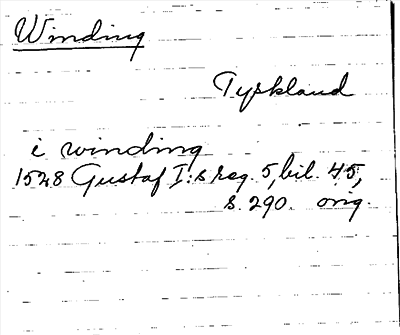 Winding
Tyskland
i winding
1528 Gustaf I:s reg. 5, bil. 45,
s. 290. orig.